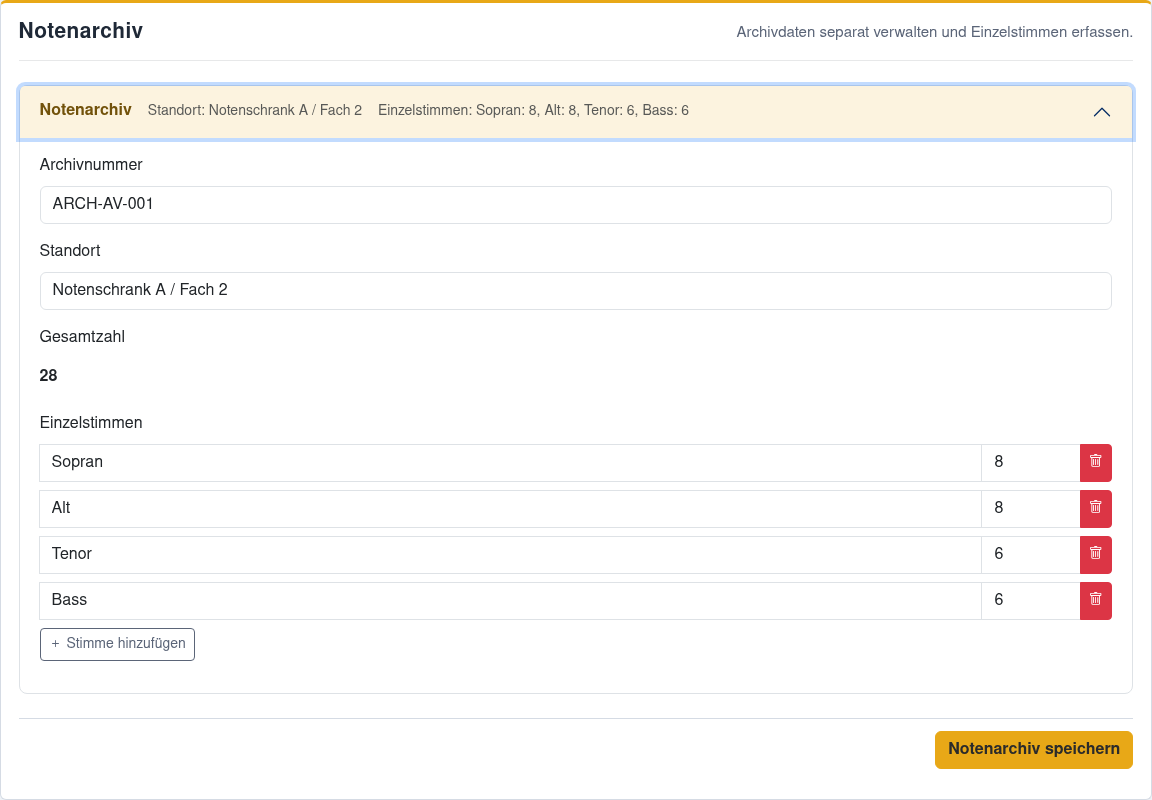 Notenarchiv
Archivdaten separat verwalten und Einzelstimmen erfassen.
Notenarchiv Standort: Notenschrank A / Fach 2 Einzelstimmen: Sopran: 8, Alt: 8, Tenor: 6, Bass: 6
Archivnummer
ARCH-AV-001
Standort
Notenschrank A / Fach 2
Gesamtzahl
28
Einzelstimmen
Sopran 8
Alt 8
Tenor 6
Bass 6
+ Stimme hinzufügen
Notenarchiv speichern